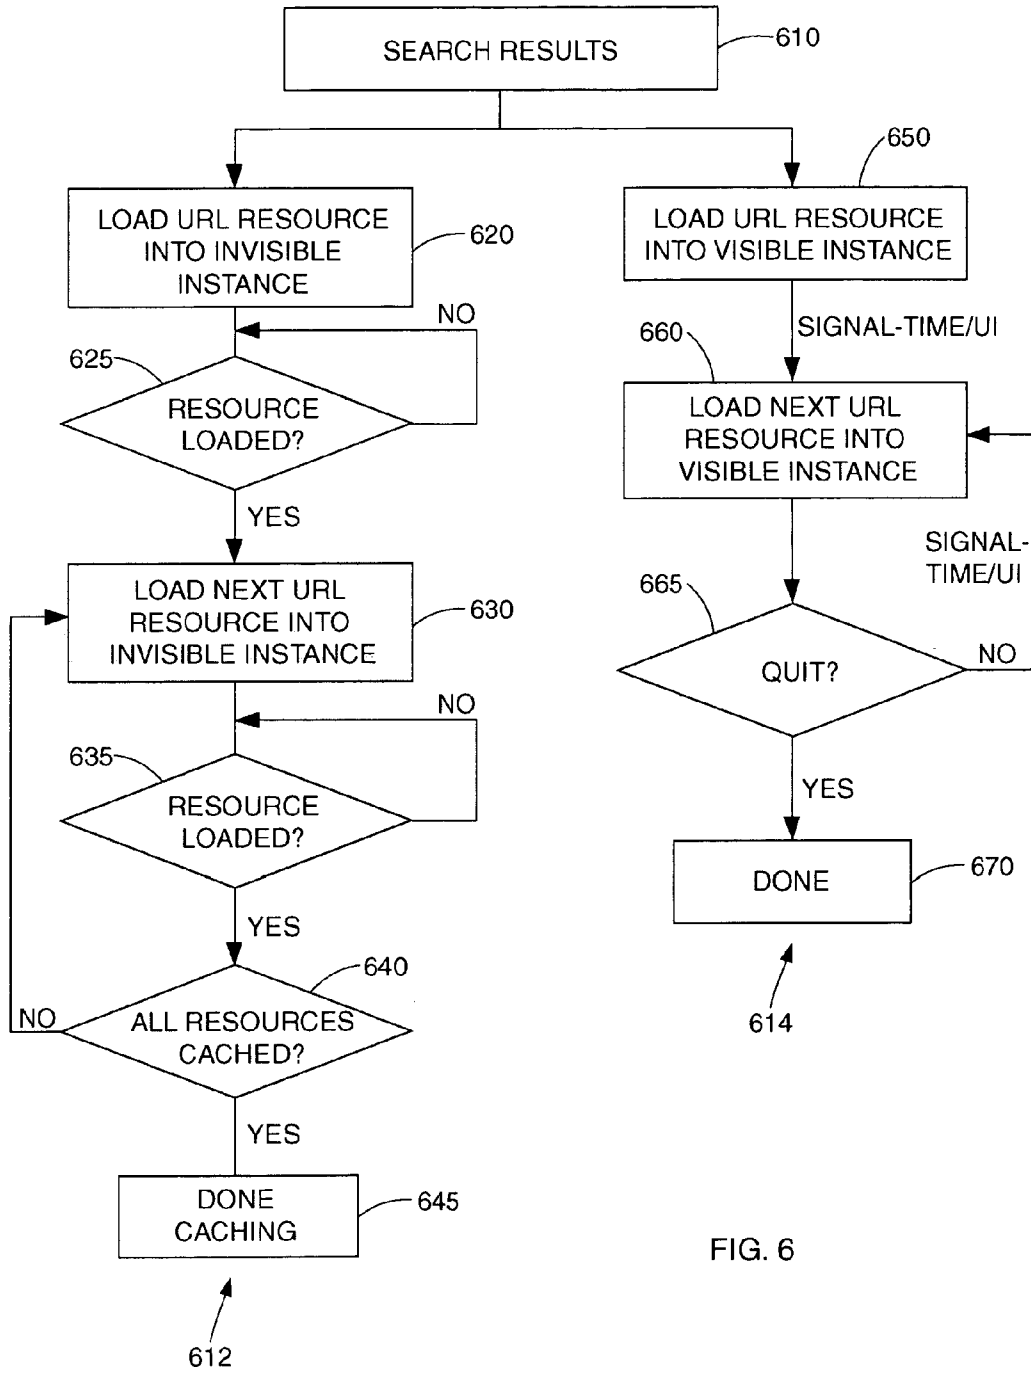 SEARCH RESULTS
610
LOAD URL RESOURCE
INTO INVISIBLE
INSTANCE
620
NO
625
RESOURCE
LOADED?
YES
LOAD NEXT URL
RESOURCE INTO
INVISIBLE INSTANCE
630
NO
635
RESOURCE
LOADED?
YES
640
NO
ALL RESOURCES
CACHED?
YES
DONE
CACHING
645
612
650
LOAD URL RESOURCE
INTO VISIBLE INSTANCE
SIGNAL-TIME/UI
660
LOAD NEXT URL
RESOURCE INTO
VISIBLE INSTANCE
SIGNAL-
TIME/UI
665
QUIT?
NO
YES
DONE
670
614
FIG. 6